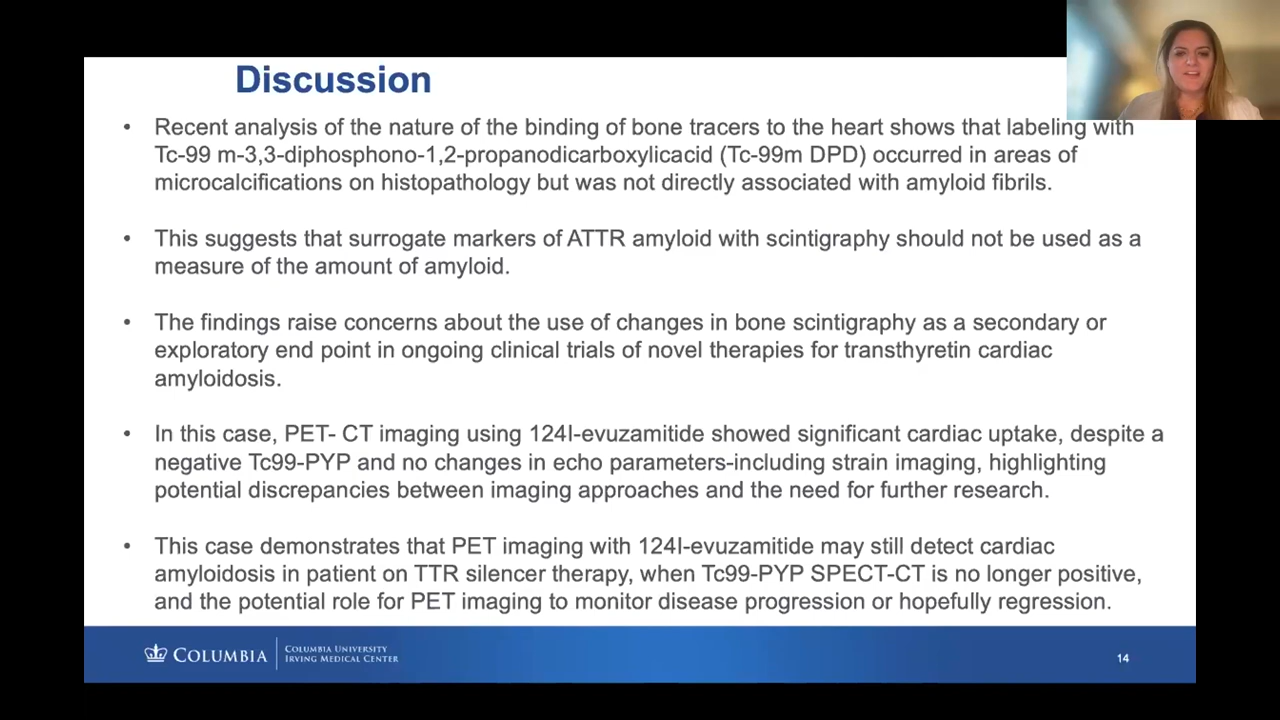 Discussion
• Recent analysis of the nature of the binding of bone tracers to the heart shows that labeling with
Tc-99 m-3,3-diphosphono-1,2-propanodicarboxylicacid (Tc-99m DPD) occurred in areas of
microcalcifications on histopathology but was not directly associated with amyloid fibrils.
• This suggests that surrogate markers of ATTR amyloid with scintigraphy should not be used as a
measure of the amount of amyloid.
• The findings raise concerns about the use of changes in bone scintigraphy as a secondary or
exploratory end point in ongoing clinical trials of novel therapies for transthyretin cardiac
amyloidosis.
• In this case, PET- CT imaging using 124I-evuzamitide showed significant cardiac uptake, despite a
negative Tc99-PYP and no changes in echo parameters-including strain imaging, highlighting
potential discrepancies between imaging approaches and the need for further research.
• This case demonstrates that PET imaging with 124I-evuzamitide may still detect cardiac
amyloidosis in patient on TTR silencer therapy, when Tc99-PYP SPECT-CT is no longer positive,
and the potential role for PET imaging to monitor disease progression or hopefully regression.
COLUMBIA
COLUMBIA UNIVERSITY
IRVING MEDICAL CENTER
14